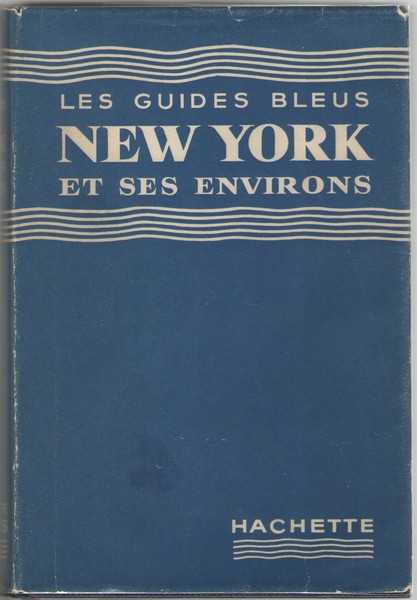 LES GUIDES BLEUS
NEW YORK
ET SES ENVIRONS
HACHETTE